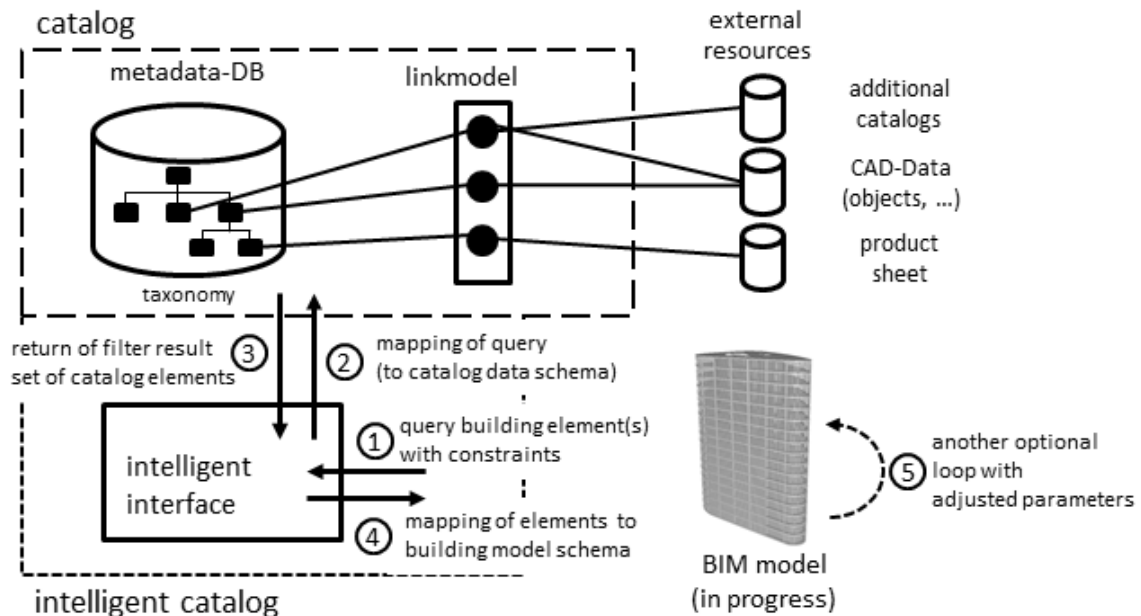 catalog
metadata-DB
linkmodel
external
resources
additional
catalogs
CAD-Data
(objects, ...)
product
sheet
taxonomy
return of filter result
set of catalog elements
3
2
mapping of query
(to catalog data schema)
1
query building element(s)
with constraints
intelligent
interface
4
mapping of elements to
building model schema
another optional
loop with
adjusted parameters
5
BIM model
(in progress)
intelligent catalog